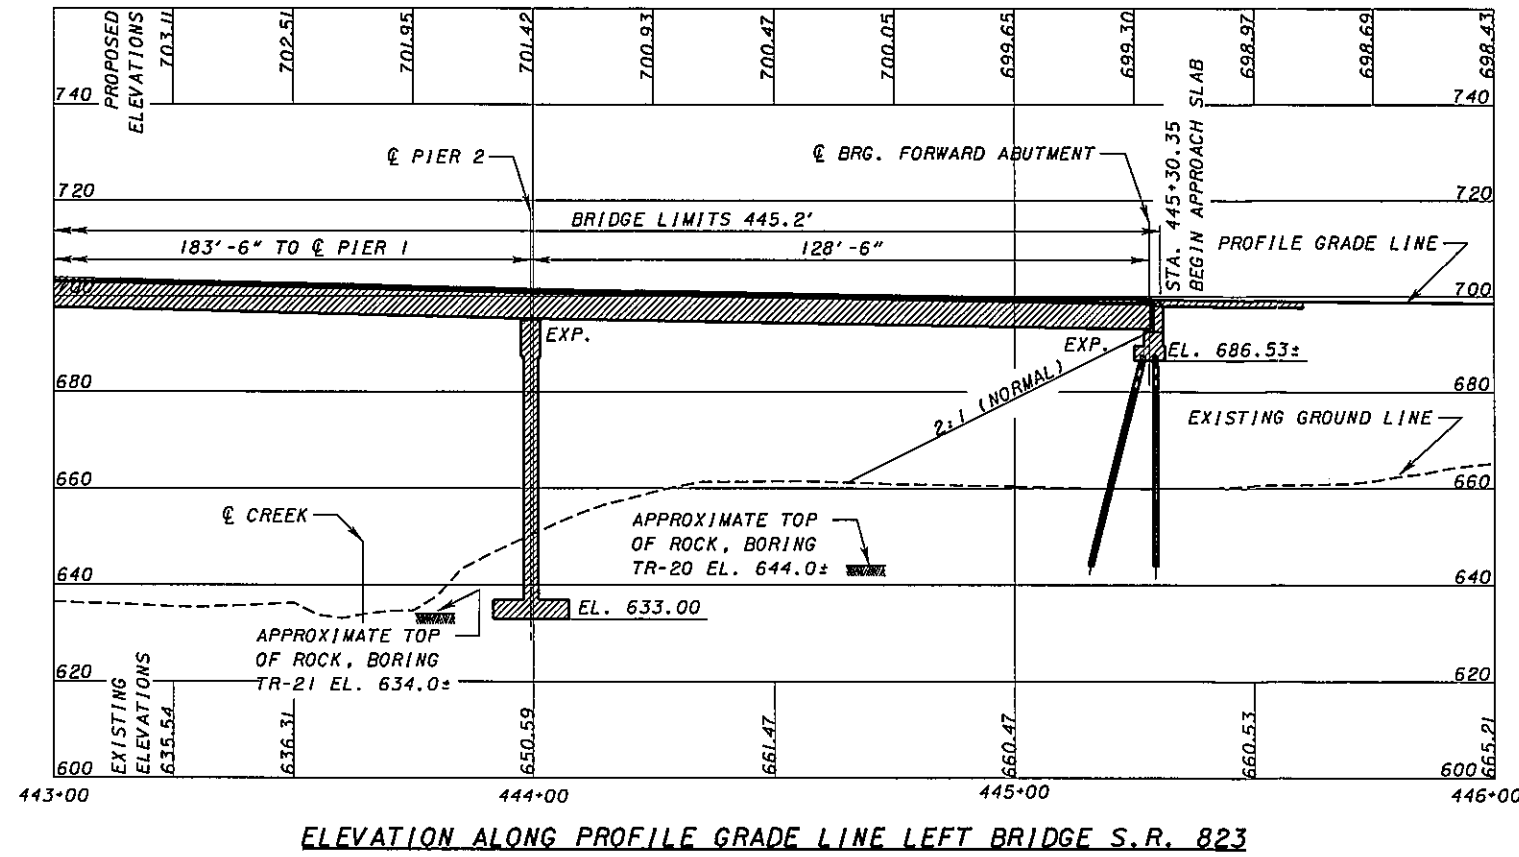 PROPOSED
ELEVATIONS
703.11
702.51
701.95
701.42
700.93
700.47
700.05
699.65
699.30
698.97
698.69
698.43
740
740
℄ PIER 2
℄ BRG. FORWARD ABUTMENT
STA. 445+30.35
BEGIN APPROACH SLAB
720
720
BRIDGE LIMITS 445.2'
183'-6" TO ℄ PIER 1
128'-6"
PROFILE GRADE LINE
700
700
EXP.
EXP.
EL. 686.53±
680
680
2:1 (NORMAL)
EXISTING GROUND LINE
660
660
℄ CREEK
APPROXIMATE TOP
OF ROCK, BORING
TR-20 EL. 644.0±
640
640
EL. 633.00
APPROXIMATE TOP
OF ROCK, BORING
TR-21 EL. 634.0±
620
620
EXISTING
ELEVATIONS
635.54
636.31
650.59
661.47
660.47
660.53
665.21
600
600
443+00
444+00
445+00
446+00
ELEVATION ALONG PROFILE GRADE LINE LEFT BRIDGE S.R. 823